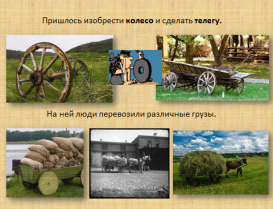 Пришлось изобрести колесо и сделать телегу.
На ней люди перевозили различные грузы.